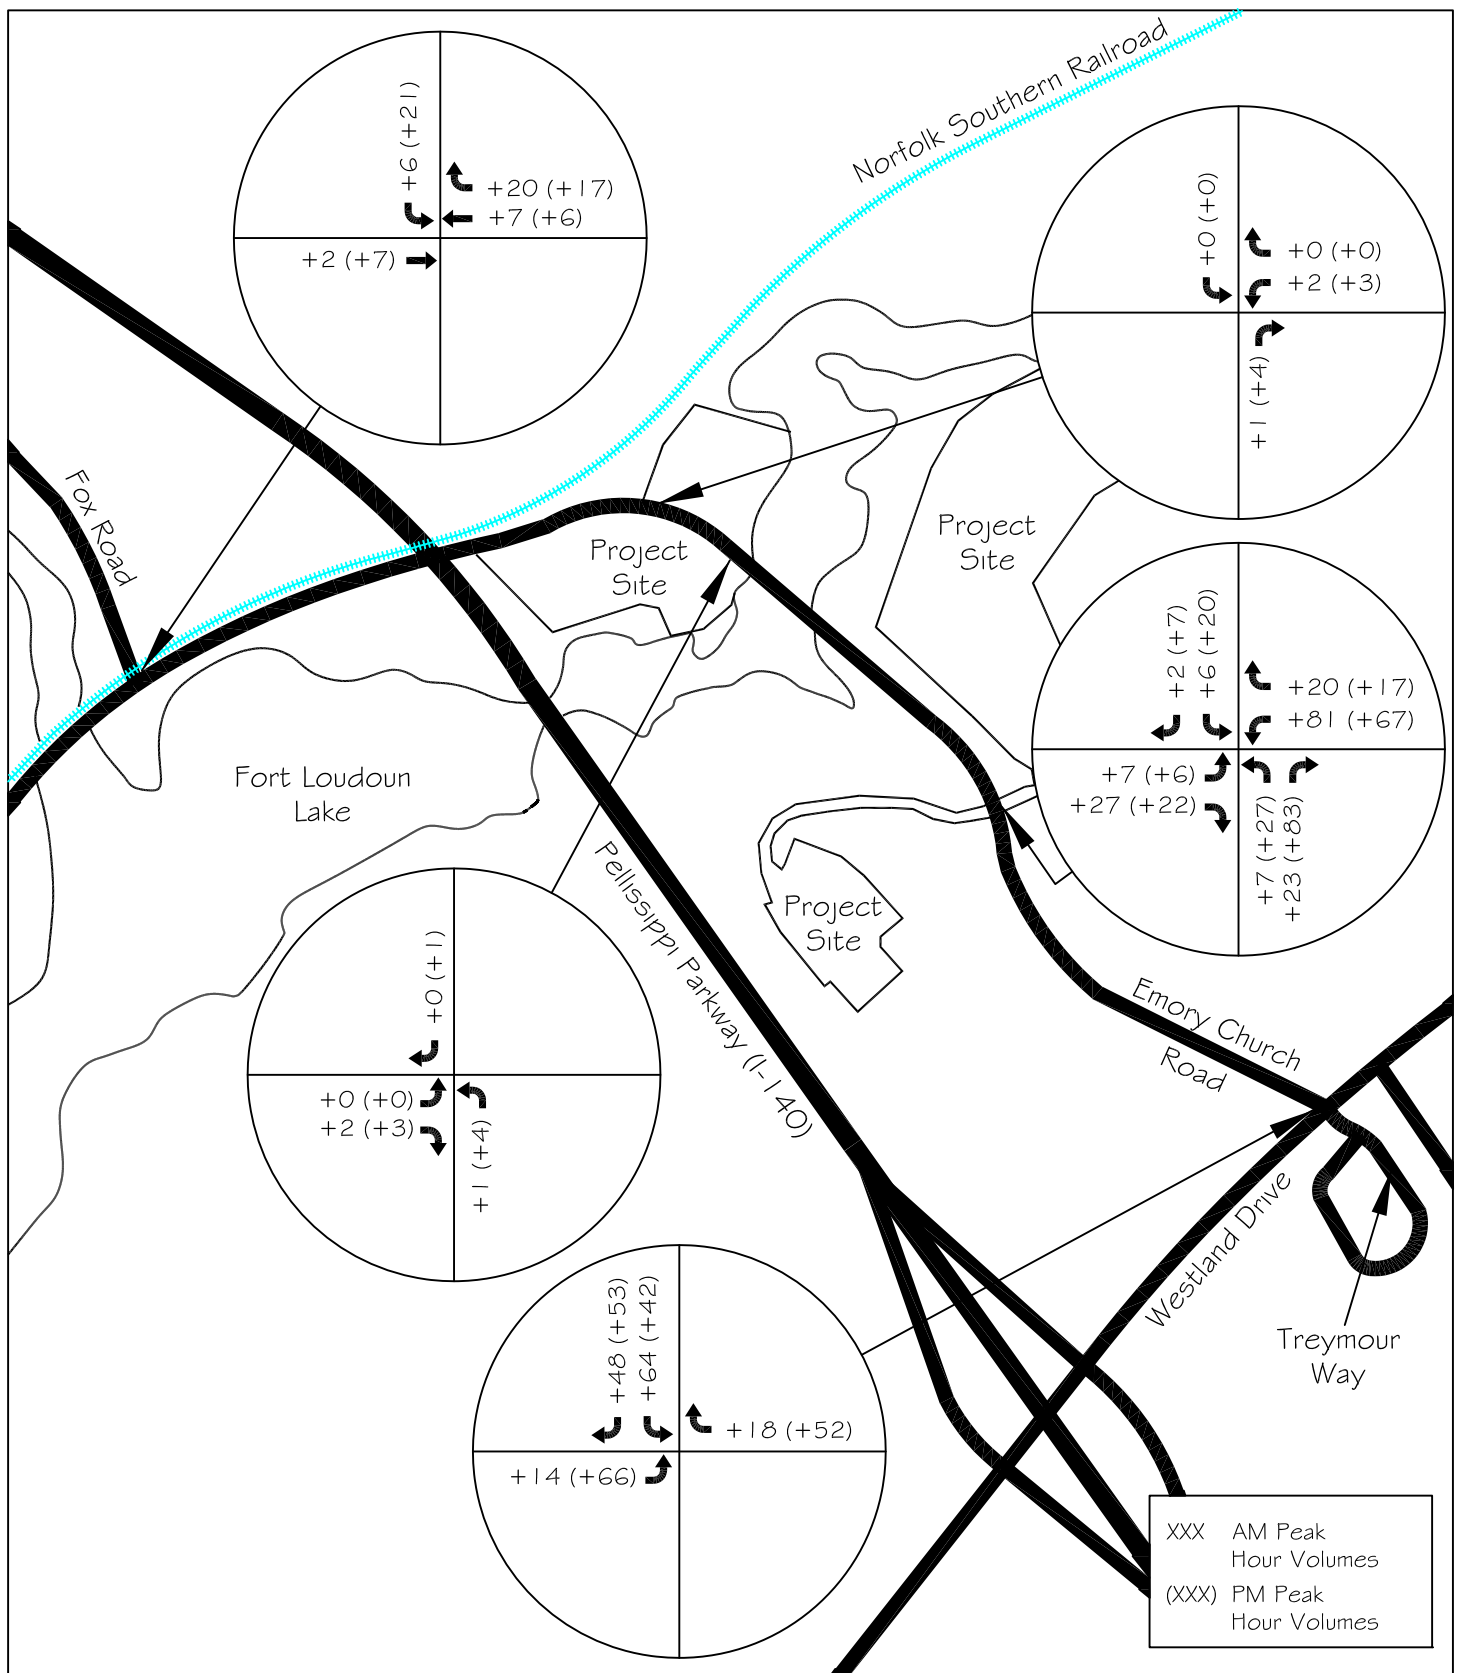 Norfolk Southern Railroad
+6 (+21)
+20 (+17)
+7 (+6)
+2 (+7)
+0 (+0)
+0 (+0)
+2 (+3)
+1 (+4)
Fox Road
Project
Site
Project
Site
+2 (+7)
+6 (+20)
+20 (+17)
+81 (+67)
+7 (+6)
+27 (+22)
+7 (+27)
+23 (+83)
Fort Loudoun
Lake
Pellissippi Parkway (I-140)
Project
Site
+0 (+1)
+0 (+0)
+2 (+3)
+1 (+4)
Emory Church
Road
Westland Drive
Treymour
Way
+48 (+53)
+64 (+42)
+18 (+52)
+14 (+66)
XXX AM Peak
Hour Volumes
(XXX) PM Peak
Hour Volumes